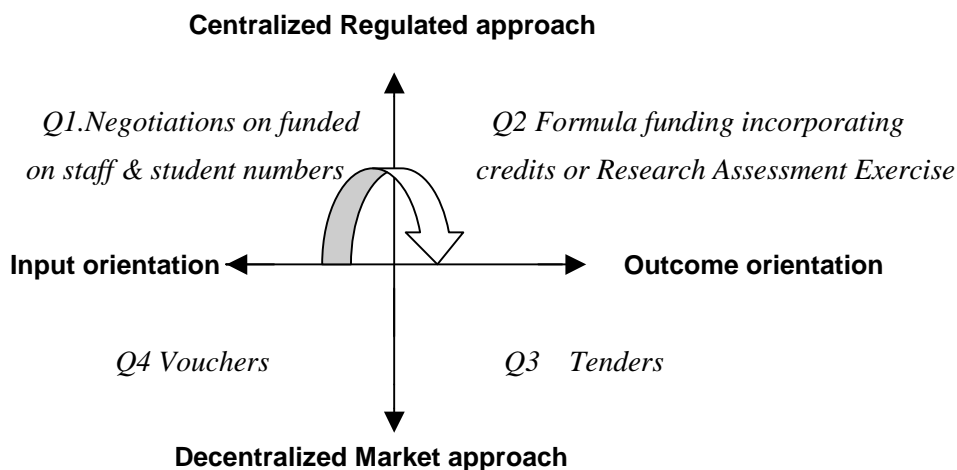 Centralized Regulated approach
Q1.Negotiations on funded
on staff & student numbers
Q2 Formula funding incorporating
credits or Research Assessment Exercise
Input orientation
Outcome orientation
Q4 Vouchers
Q3 Tenders
Decentralized Market approach